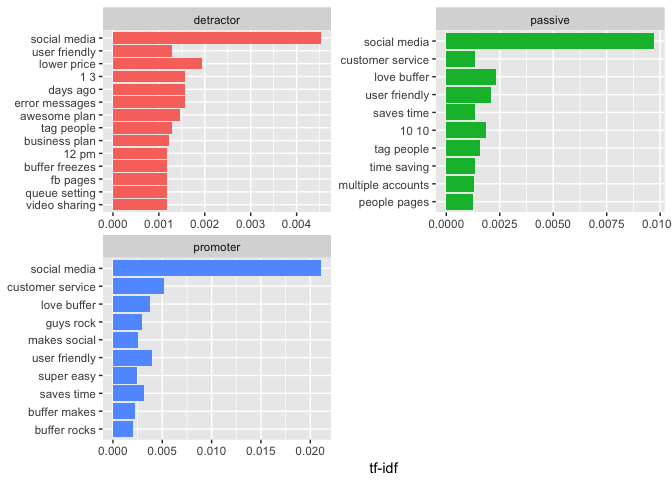 detractor
social media
user friendly
lower price
1 3
days ago
error messages
awesome plan
tag people
business plan
12 pm
buffer freezes
fb pages
queue setting
video sharing
0.000 0.001 0.002 0.003 0.004
passive
social media
customer service
love buffer
user friendly
saves time
10 10
tag people
time saving
multiple accounts
people pages
0.0000 0.0025 0.0050 0.0075 0.010
promoter
social media
customer service
love buffer
guys rock
makes social
user friendly
super easy
saves time
buffer makes
buffer rocks
0.000 0.005 0.010 0.015 0.020
tf-idf